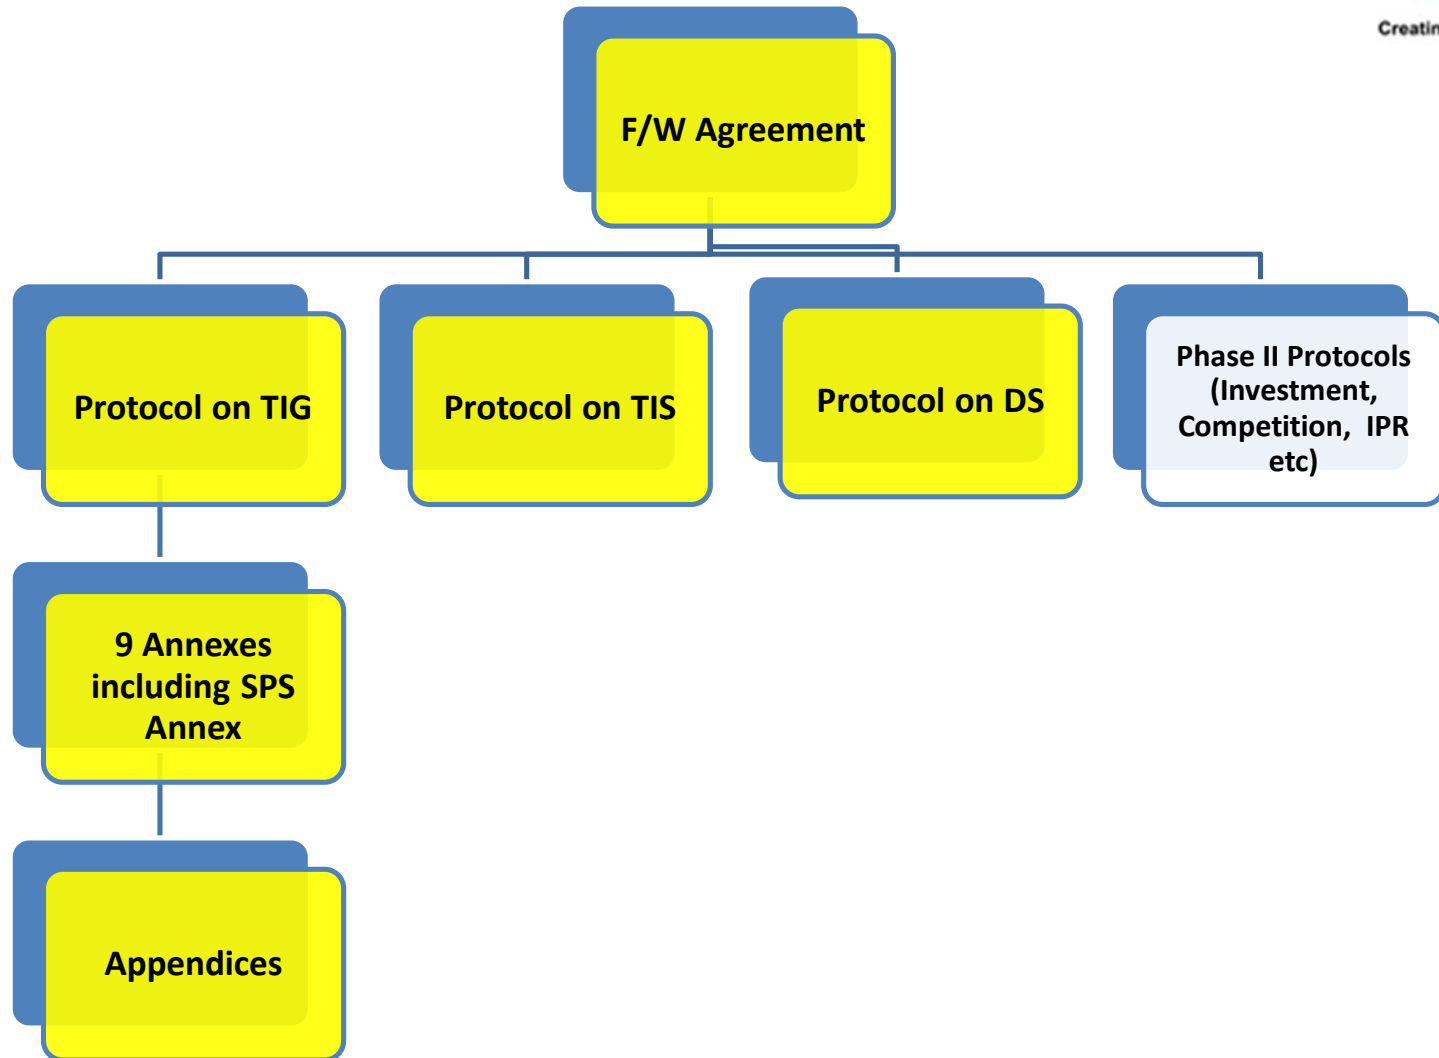 Creatin
F/W Agreement
Protocol on TIG
Protocol on TIS
Protocol on DS
Phase II Protocols
(Investment,
Competition, IPR
etc)
9 Annexes
including SPS
Annex
Appendices